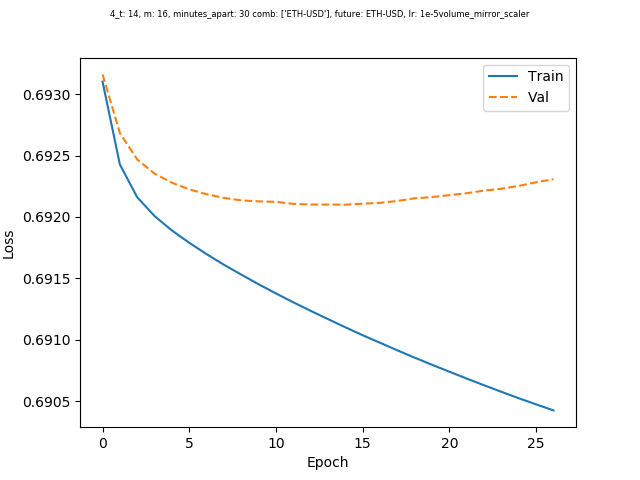 4_t: 14, m: 16, minutes_apart: 30 comb: ['ETH-USD'], future: ETH-USD, lr: 1e-5volume_mirror_scaler
Train
Val
0.6930
0.6925
0.6920
0.6915
0.6910
0.6905
Loss
0 5 10 15 20 25
Epoch